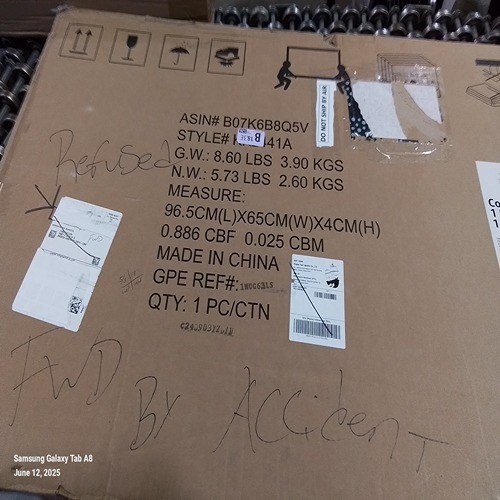 DO NOT SHIP BY AIR
ASIN# B07K6B8Q5V
STYLE#
41A
G.W.: 8.60 LBS 3.90 KGS
N.W.: 5.73 LBS 2.60 KGS
MEASURE:
96.5CM(L)X65CM(W)X4CM(H)
0.886 CBF 0.025 CBM
MADE IN CHINA
GPE REF#:
QTY: 1 PC/CTN
Refused
FWD By Accident
Samsung Galaxy Tab A8
June 12, 2025